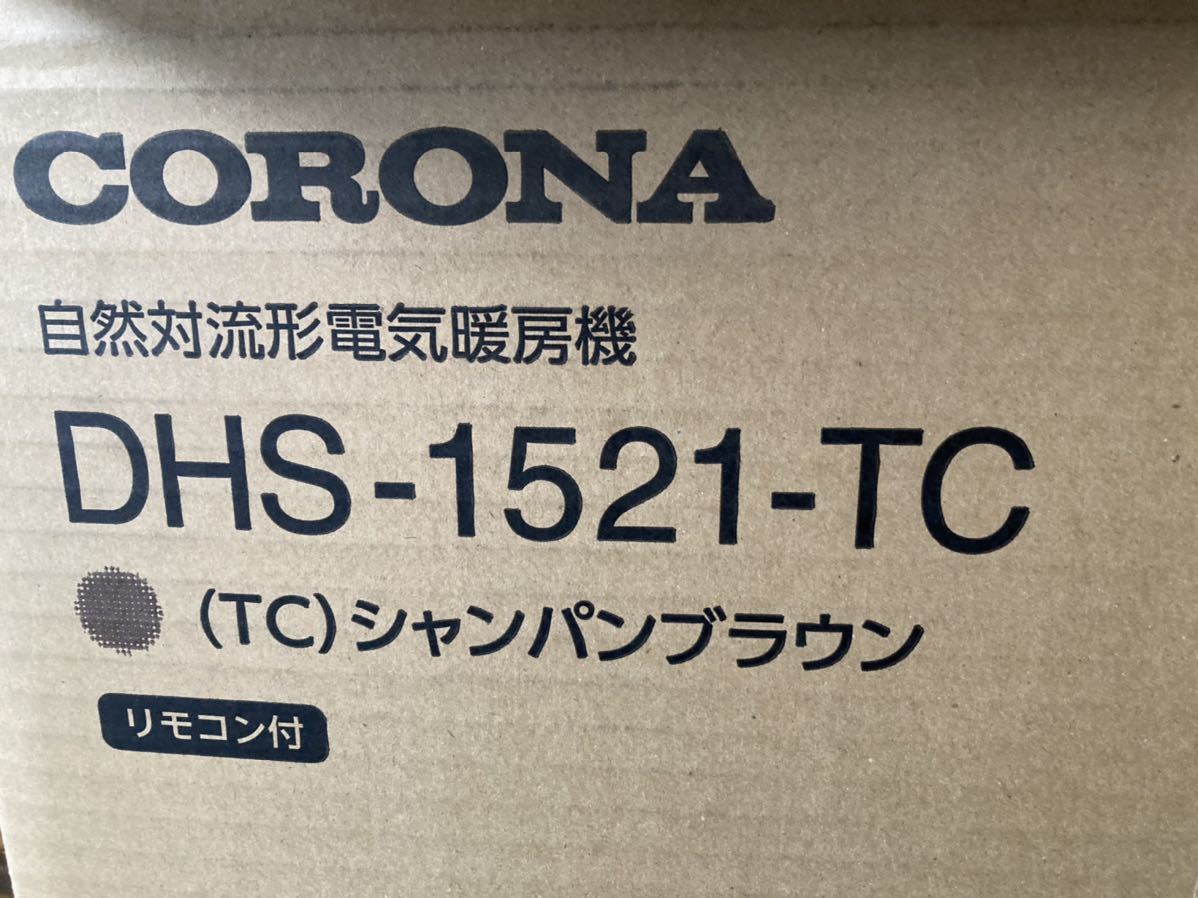 CORONA
自然対流形電気暖房機
DHS-1521-TC
(TC)シャンパンブラウン
リモコン付